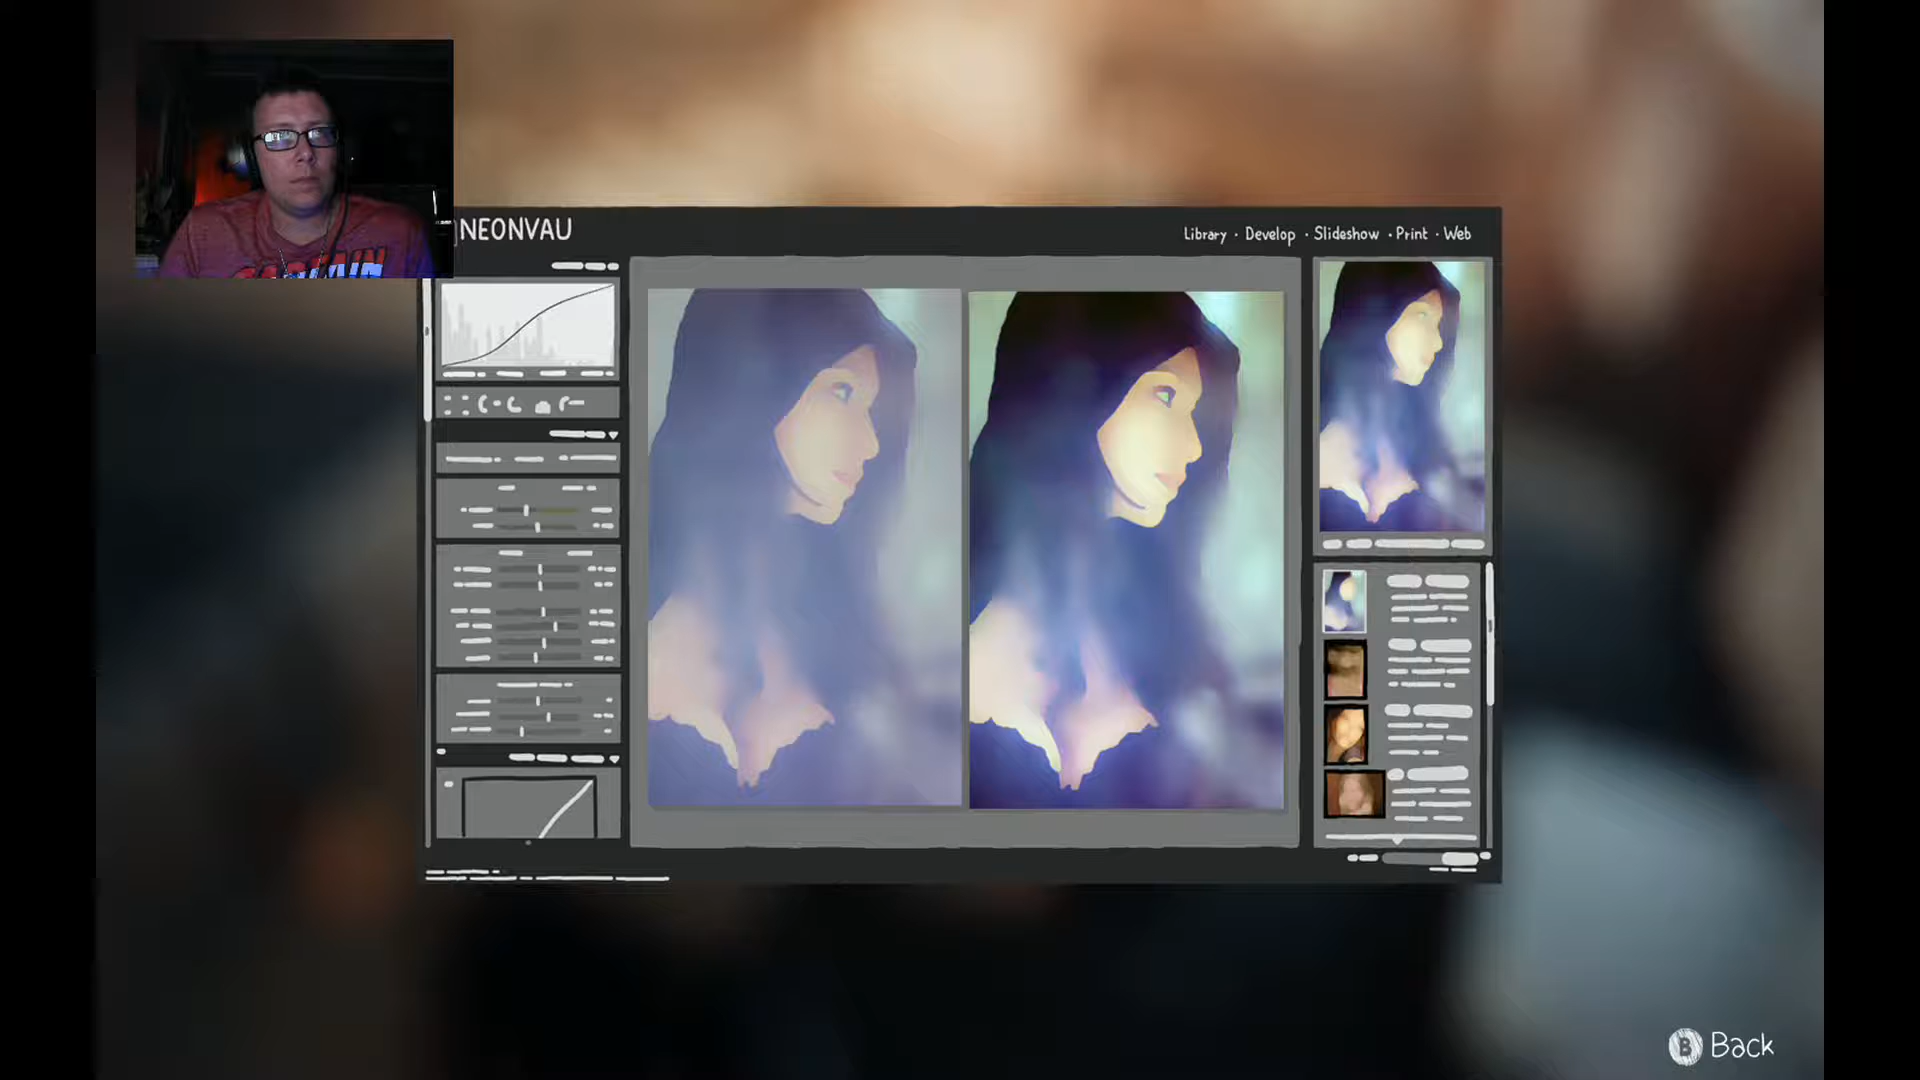 NEONVAU
Library · Develop · Slideshow · Print · Web
B Back